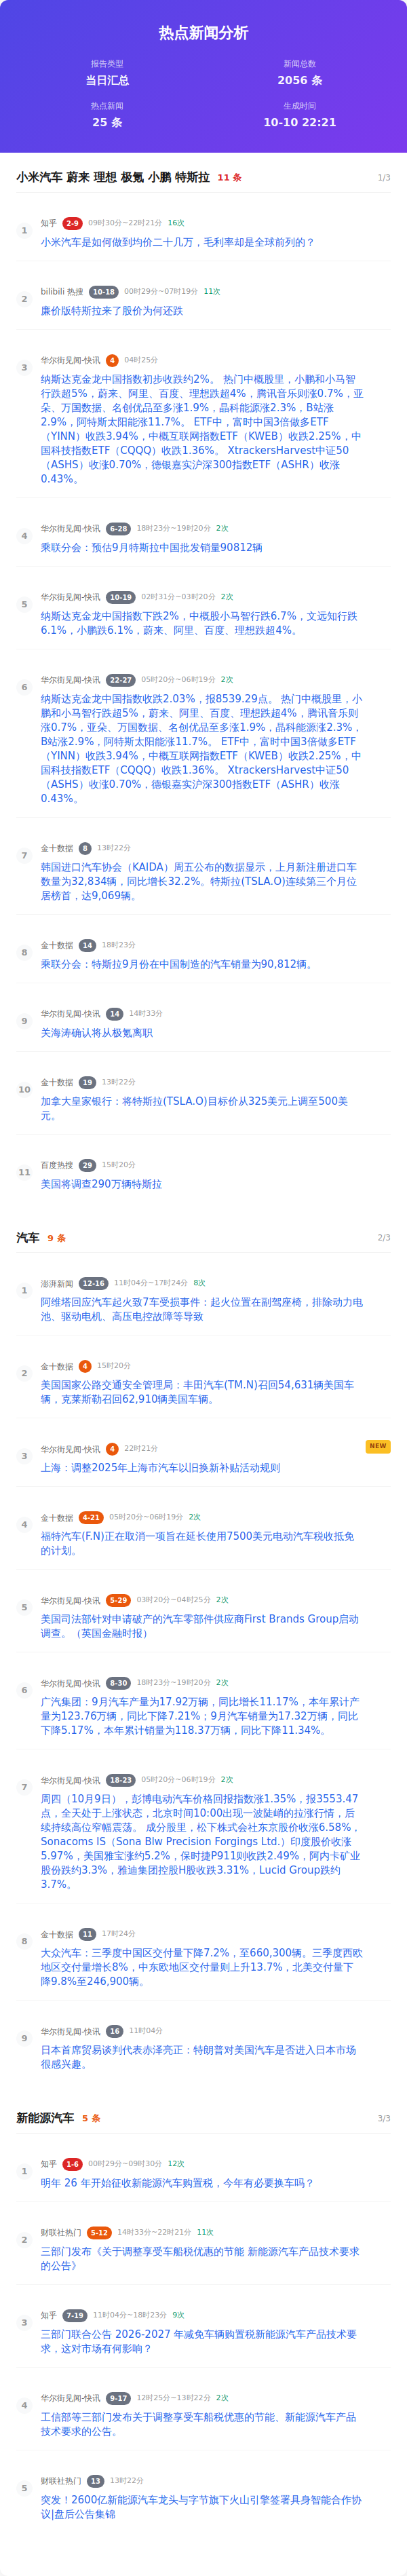 热点新闻分析
报告类型
当日汇总
新闻总数
2056 条
热点新闻
25 条
生成时间
10-10 22:21
小米汽车 蔚来 理想 极氪 小鹏 特斯拉 11 条 1/3
1
知乎 2-9 09时30分~22时21分 16次
小米汽车是如何做到均价二十几万，毛利率却是全球前列的？
2
bilibili 热搜 10-18 00时29分~07时19分 11次
廉价版特斯拉来了股价为何还跌
3
华尔街见闻-快讯 4 04时25分
纳斯达克金龙中国指数初步收跌约2%。 热门中概股里，小鹏和小马智
行跌超5%，蔚来、阿里、百度、理想跌超4%，腾讯音乐则涨0.7%，亚
朵、万国数据、名创优品至多涨1.9%，晶科能源涨2.3%，B站涨
2.9%，阿特斯太阳能涨11.7%。 ETF中，富时中国3倍做多ETF
（YINN）收跌3.94%，中概互联网指数ETF（KWEB）收跌2.25%，中
国科技指数ETF（CQQQ）收跌1.36%。 XtrackersHarvest中证50
（ASHS）收涨0.70%，德银嘉实沪深300指数ETF（ASHR）收涨
0.43%。
4
华尔街见闻-快讯 6-28 18时23分~19时20分 2次
乘联分会：预估9月特斯拉中国批发销量90812辆
5
华尔街见闻-快讯 10-19 02时31分~03时20分 2次
纳斯达克金龙中国指数下跌2%，中概股小马智行跌6.7%，文远知行跌
6.1%，小鹏跌6.1%，蔚来、阿里、百度、理想跌超4%。
6
华尔街见闻-快讯 22-27 05时20分~06时19分 2次
纳斯达克金龙中国指数收跌2.03%，报8539.29点。 热门中概股里，小
鹏和小马智行跌超5%，蔚来、阿里、百度、理想跌超4%，腾讯音乐则
涨0.7%，亚朵、万国数据、名创优品至多涨1.9%，晶科能源涨2.3%，
B站涨2.9%，阿特斯太阳能涨11.7%。 ETF中，富时中国3倍做多ETF
（YINN）收跌3.94%，中概互联网指数ETF（KWEB）收跌2.25%，中
国科技指数ETF（CQQQ）收跌1.36%。 XtrackersHarvest中证50
（ASHS）收涨0.70%，德银嘉实沪深300指数ETF（ASHR）收涨
0.43%。
7
金十数据 8 13时22分
韩国进口汽车协会（KAIDA）周五公布的数据显示，上月新注册进口车
数量为32,834辆，同比增长32.2%。特斯拉(TSLA.O)连续第三个月位
居榜首，达9,069辆。
8
金十数据 14 18时23分
乘联分会：特斯拉9月份在中国制造的汽车销量为90,812辆。
9
华尔街见闻-快讯 14 14时33分
关海涛确认将从极氪离职
10
金十数据 19 13时22分
加拿大皇家银行：将特斯拉(TSLA.O)目标价从325美元上调至500美
元。
11
百度热搜 29 15时20分
美国将调查290万辆特斯拉
汽车 9 条 2/3
1
澎湃新闻 12-16 11时04分~17时24分 8次
阿维塔回应汽车起火致7车受损事件：起火位置在副驾座椅，排除动力电
池、驱动电机、高压电控故障等导致
2
金十数据 4 15时20分
美国国家公路交通安全管理局：丰田汽车(TM.N)召回54,631辆美国车
辆，克莱斯勒召回62,910辆美国车辆。
3
华尔街见闻-快讯 4 22时21分
NEW
上海：调整2025年上海市汽车以旧换新补贴活动规则
4
金十数据 4-21 05时20分~06时19分 2次
福特汽车(F.N)正在取消一项旨在延长使用7500美元电动汽车税收抵免
的计划。
5
华尔街见闻-快讯 5-29 03时20分~04时25分 2次
美国司法部针对申请破产的汽车零部件供应商First Brands Group启动
调查。（英国金融时报）
6
华尔街见闻-快讯 8-30 18时23分~19时20分 2次
广汽集团：9月汽车产量为17.92万辆，同比增长11.17%，本年累计产
量为123.76万辆，同比下降7.21%；9月汽车销量为17.32万辆，同比
下降5.17%，本年累计销量为118.37万辆，同比下降11.34%。
7
华尔街见闻-快讯 18-23 05时20分~06时19分 2次
周四（10月9日），彭博电动汽车价格回报指数涨1.35%，报3553.47
点，全天处于上涨状态，北京时间10:00出现一波陡峭的拉涨行情，后
续持续高位窄幅震荡。 成分股里，松下株式会社东京股价收涨6.58%，
Sonacoms IS（Sona Blw Precision Forgings Ltd.）印度股价收涨
5.97%，美国雅宝涨约5.2%，保时捷P911则收跌2.49%，阿内卡矿业
股份跌约3.3%，雅迪集团控股H股收跌3.31%，Lucid Group跌约
3.7%。
8
金十数据 11 17时24分
大众汽车：三季度中国区交付量下降7.2%，至660,300辆。三季度西欧
地区交付量增长8%，中东欧地区交付量则上升13.7%，北美交付量下
降9.8%至246,900辆。
9
华尔街见闻-快讯 16 11时04分
日本首席贸易谈判代表赤泽亮正：特朗普对美国汽车是否进入日本市场
很感兴趣。
新能源汽车 5 条 3/3
1
知乎 1-6 00时29分~09时30分 12次
明年 26 年开始征收新能源汽车购置税，今年有必要换车吗？
2
财联社热门 5-12 14时33分~22时21分 11次
三部门发布《关于调整享受车船税优惠的节能 新能源汽车产品技术要求
的公告》
3
知乎 7-19 11时04分~18时23分 9次
三部门联合公告 2026-2027 年减免车辆购置税新能源汽车产品技术要
求，这对市场有何影响？
4
华尔街见闻-快讯 9-17 12时25分~13时22分 2次
工信部等三部门发布关于调整享受车船税优惠的节能、新能源汽车产品
技术要求的公告。
5
财联社热门 13 13时22分
突发！2600亿新能源汽车龙头与字节旗下火山引擎签署具身智能合作协
议|盘后公告集锦